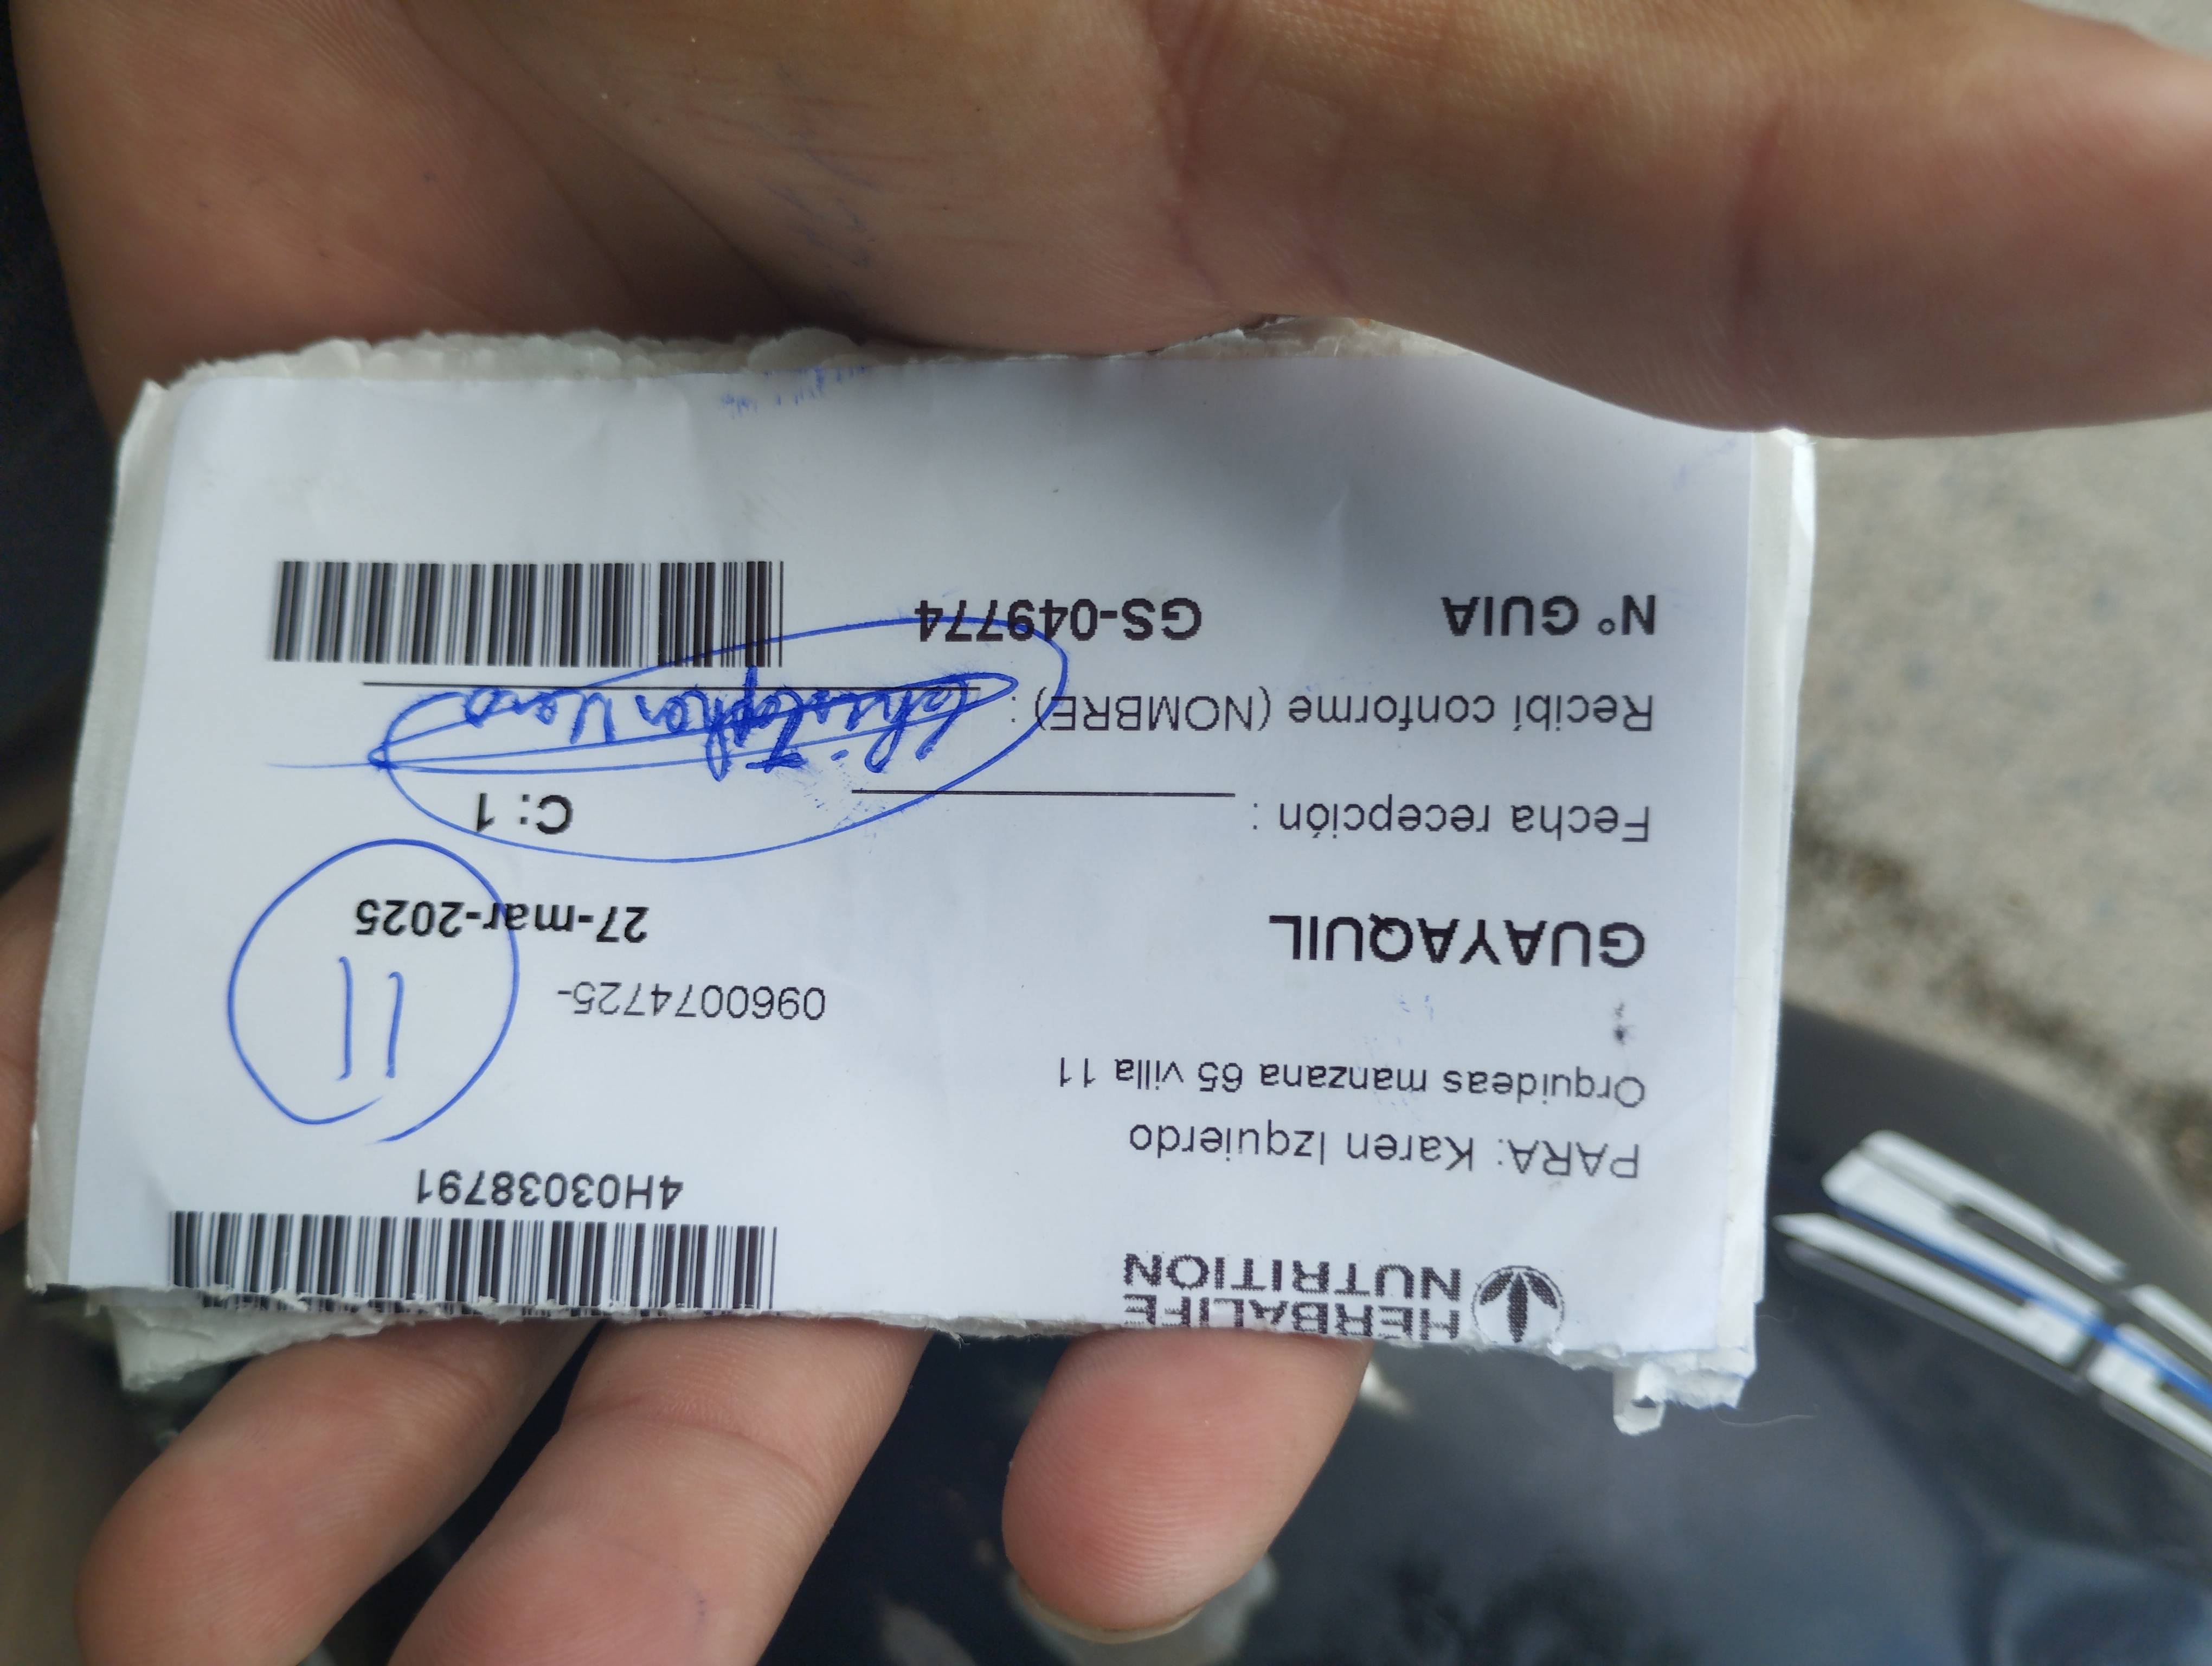 HERBALIFE
NUTRITION
4H03038791
PARA: Karen Izquierdo
Orquideas manzana 65 villa 11
0960074725-
11
GUAYAQUIL
27-mar-2025
Fecha recepción :
C: 1
Recibí conforme (NOMBRE) : Christopher
N° GUIA GS-049774